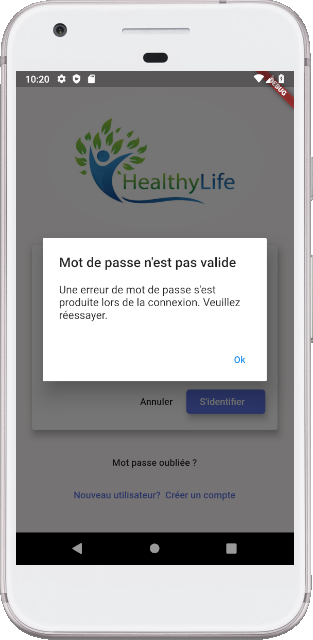 10:20
DEBUG
HealthyLife
Mot de passe n'est pas valide
Une erreur de mot de passe s'est
produite lors de la connexion. Veuillez
réessayer.
Ok
Annuler
S'identifier
Mot passe oubliée ?
Nouveau utilisateur? Créer un compte